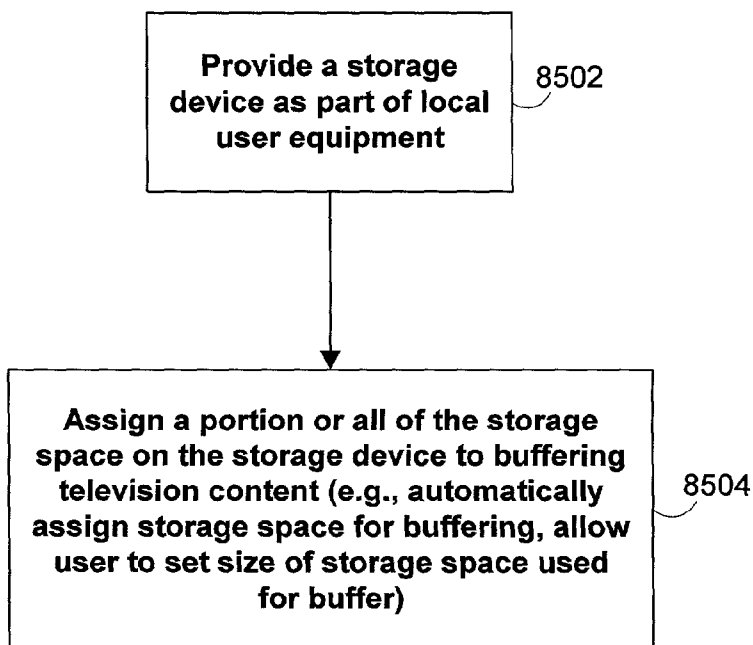 Provide a storage
device as part of local
user equipment
8502
Assign a portion or all of the storage
space on the storage device to buffering
television content (e.g., automatically
assign storage space for buffering, allow
user to set size of storage space used
for buffer)
8504